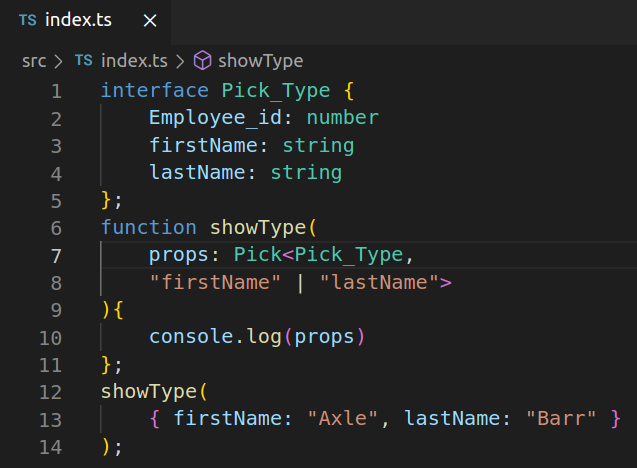 TS index.ts ×
src > TS index.ts > showType
1 interface Pick_Type {
2     Employee_id: number
3     firstName: string
4     lastName: string
5 };
6 function showType(
7     props: Pick<Pick_Type,
8     "firstName" | "lastName">
9 ){
10     console.log(props)
11 };
12 showType(
13     { firstName: "Axle", lastName: "Barr" }
14 );